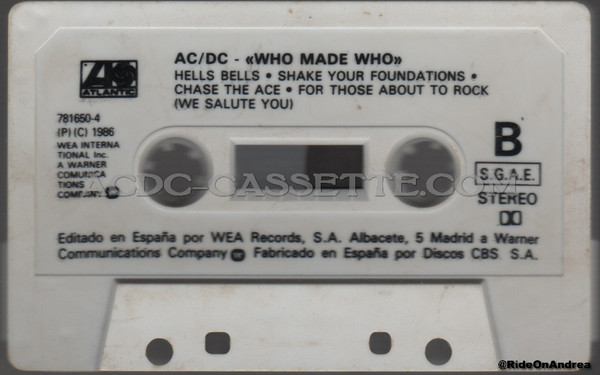 AC/DC - «WHO MADE WHO»
HELLS BELLS • SHAKE YOUR FOUNDATIONS •
CHASE THE ACE • FOR THOSE ABOUT TO ROCK
(WE SALUTE YOU)
ATLANTIC
781650-4
(P) (C) 1986
WEA INTERNA
TIONAL Inc.
A WARNER
COMUNICA
TIONS
COMPANY
B
S.G.A.E.
STEREO
ACDC-CASSETTE.COM
Editado en España por WEA Records, S.A. Albacete, 5 Madrid a Warner
Communications Company Fabricado en España por Discos CBS. S.A.
@RideOnAndrea